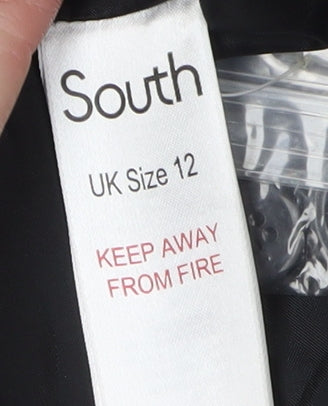 South
UK Size 12
KEEP AWAY
FROM FIRE